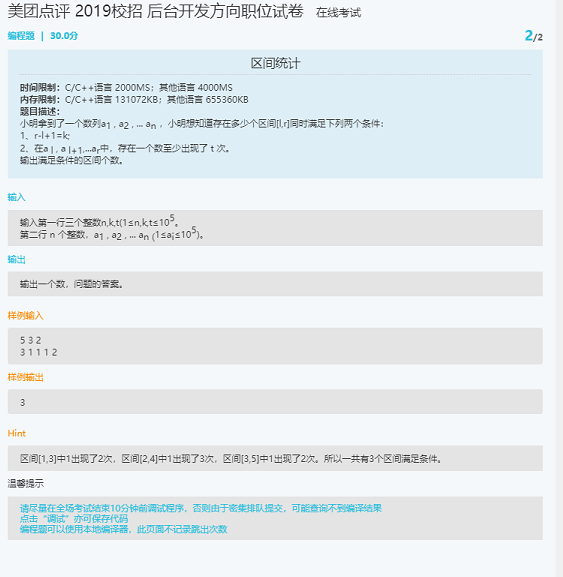 美团点评 2019校招 后台开发方向职位试卷 在线考试
编程题 | 30.0分 2/2
区间统计
时间限制：C/C++语言 2000MS；其他语言 4000MS
内存限制：C/C++语言 131072KB；其他语言 655360KB
题目描述：
小明拿到了一个数列a1 , a2 , ... an ，小明想知道存在多少个区间[l,r]同时满足下列两个条件：
1、r-l+1=k;
2、在a l , a l+1,...ar中，存在一个数至少出现了 t 次。
输出满足条件的区间个数。
输入
输入第一行三个整数n,k,t(1≤n,k,t≤10^5。
第二行 n 个整数，a1 , a2 , ... an (1≤ai≤10^5)。
输出
输出一个数，问题的答案。
样例输入
5 3 2
3 1 1 1 2
样例输出
3
Hint
区间[1,3]中1出现了2次，区间[2,4]中1出现了3次，区间[3,5]中1出现了2次。所以一共有3个区间满足条件。
温馨提示
请尽量在全场考试结束10分钟前调试程序，否则由于密集排队提交，可能查询不到编译结果
点击“调试”亦可保存代码
编程题可以使用本地编译器，此页面不记录跳出次数